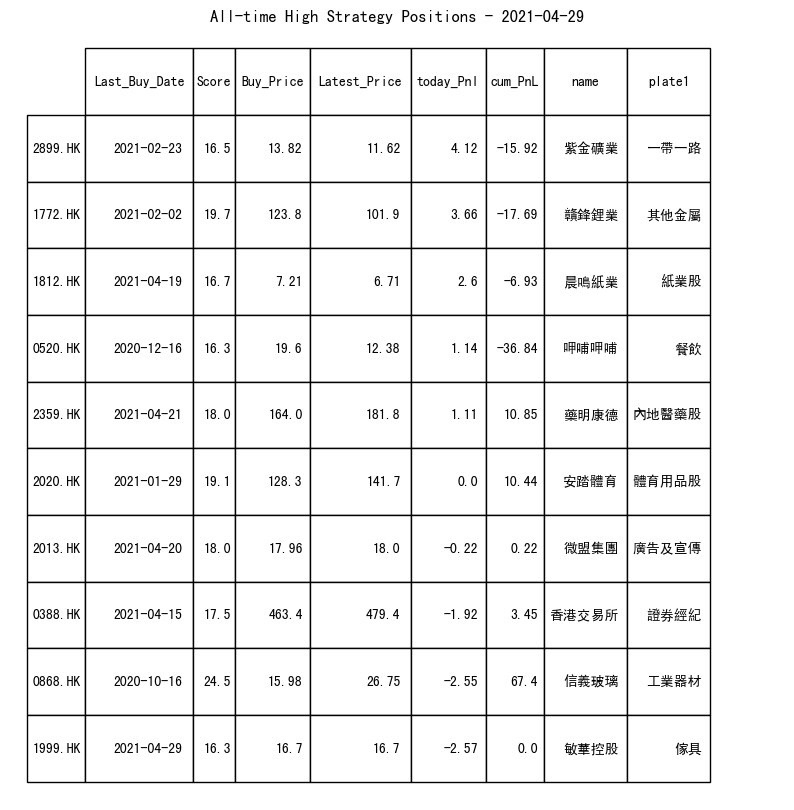 All-time High Strategy Positions - 2021-04-29
Last_Buy_Date Score Buy_Price Latest_Price today_Pnl cum_PnL name plate1
2899.HK 2021-02-23 16.5 13.82 11.62 4.12 -15.92 紫金礦業 一帶一路
1772.HK 2021-02-02 19.7 123.8 101.9 3.66 -17.69 贛鋒鋰業 其他金屬
1812.HK 2021-04-19 16.7 7.21 6.71 2.6 -6.93 晨鳴紙業 紙業股
0520.HK 2020-12-16 16.3 19.6 12.38 1.14 -36.84 呷哺呷哺 餐飲
2359.HK 2021-04-21 18.0 164.0 181.8 1.11 10.85 藥明康德 內地醫藥股
2020.HK 2021-01-29 19.1 128.3 141.7 0.0 10.44 安踏體育 體育用品股
2013.HK 2021-04-20 18.0 17.96 18.0 -0.22 0.22 微盟集團 廣告及宣傳
0388.HK 2021-04-15 17.5 463.4 479.4 -1.92 3.45 香港交易所 證券經紀
0868.HK 2020-10-16 24.5 15.98 26.75 -2.55 67.4 信義玻璃 工業器材
1999.HK 2021-04-29 16.3 16.7 16.7 -2.57 0.0 敏華控股 傢具